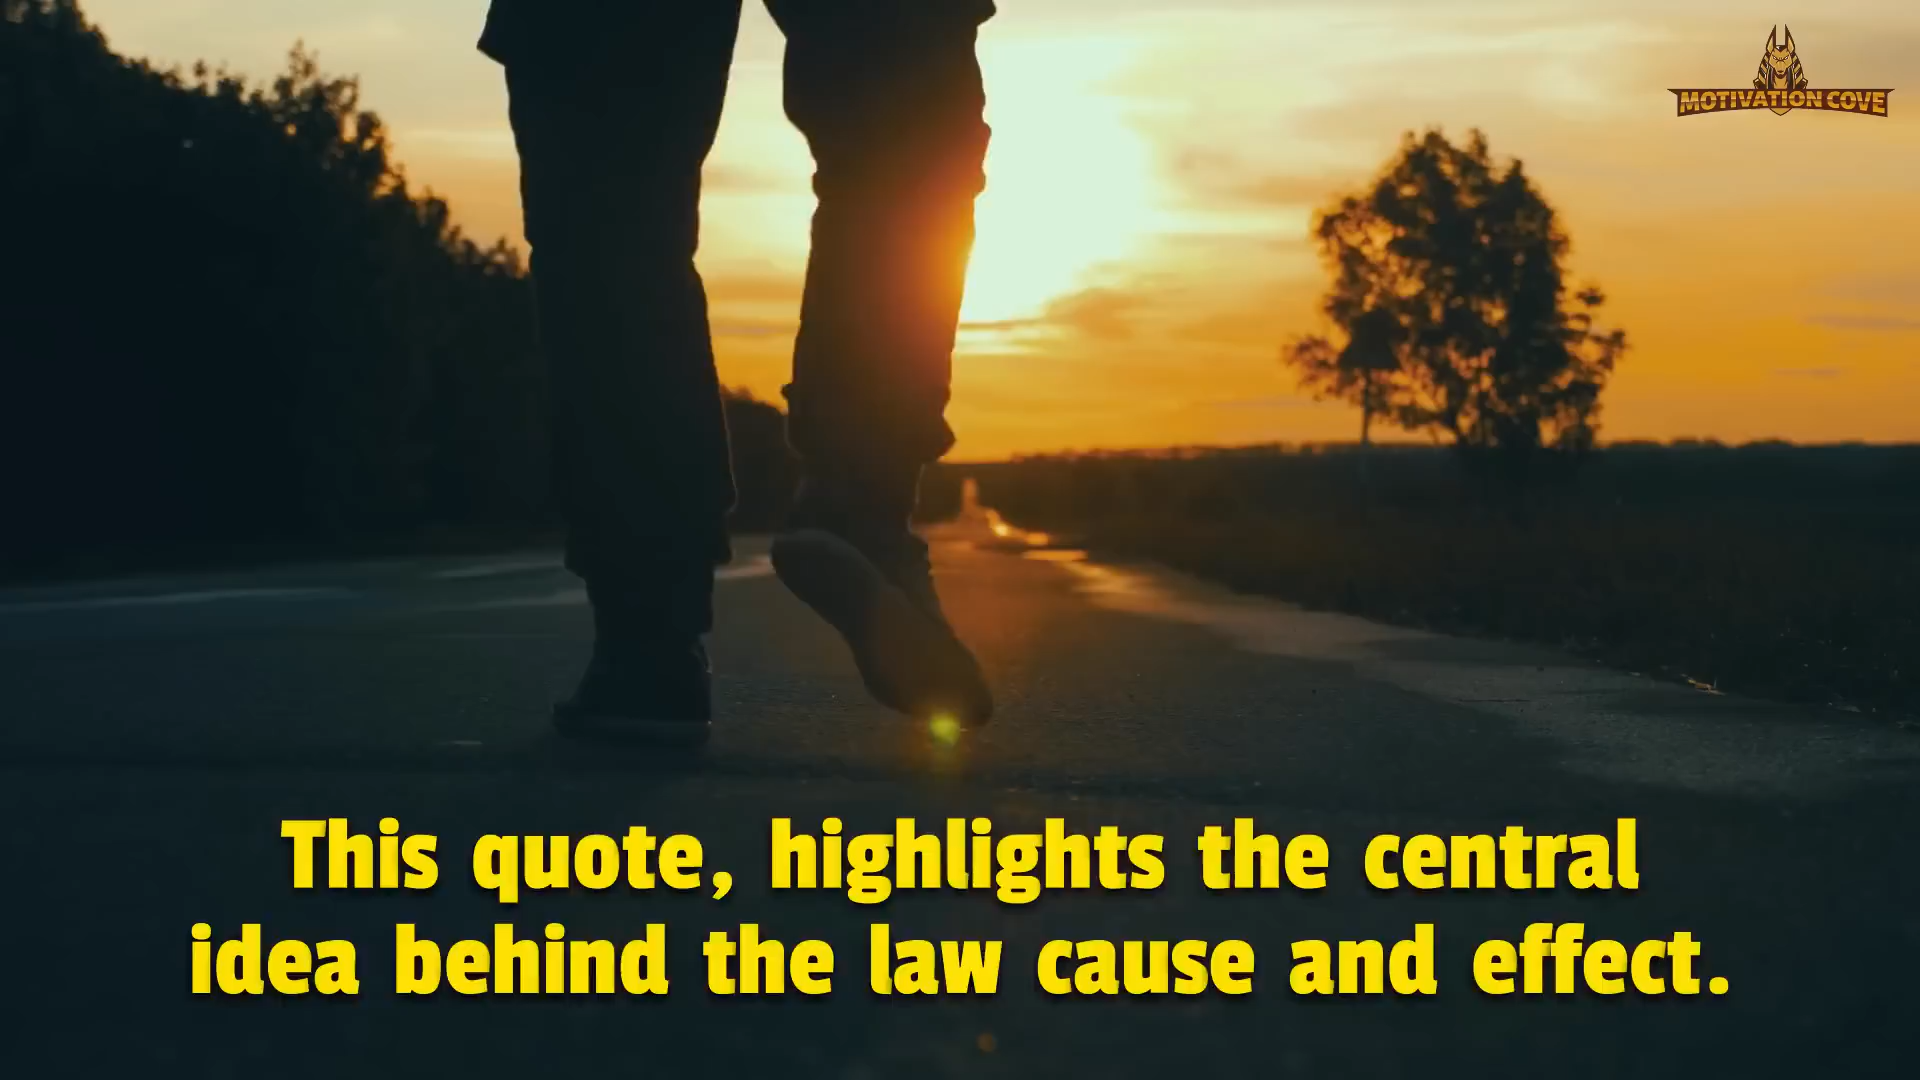 MOTIVATION COVE
This quote, highlights the central
idea behind the law cause and effect.